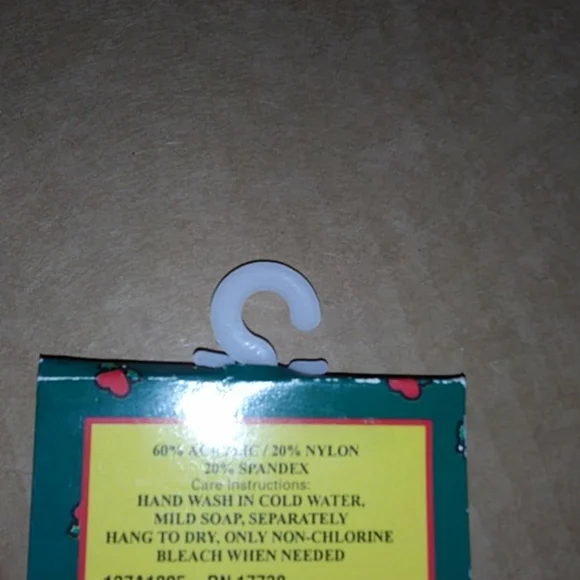 60% ACRYLIC / 20% NYLON
20% SPANDEX
Care Instructions:
HAND WASH IN COLD WATER,
MILD SOAP, SEPARATELY
HANG TO DRY, ONLY NON-CHLORINE
BLEACH WHEN NEEDED